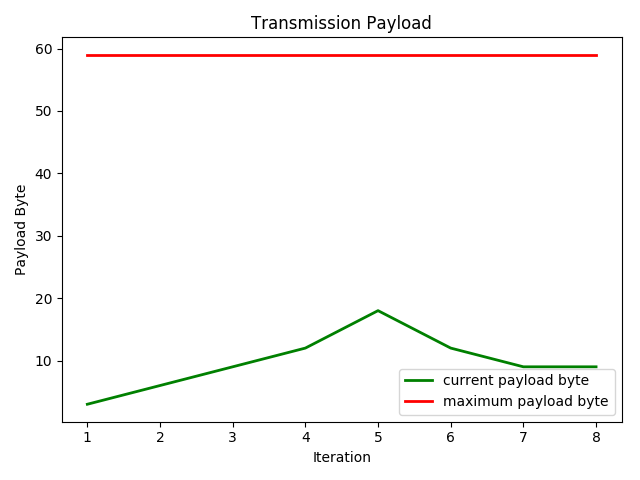 Transmission Payload
60
50
40
30
20
10
Payload Byte
current payload byte
maximum payload byte
1 2 3 4 5 6 7 8
Iteration